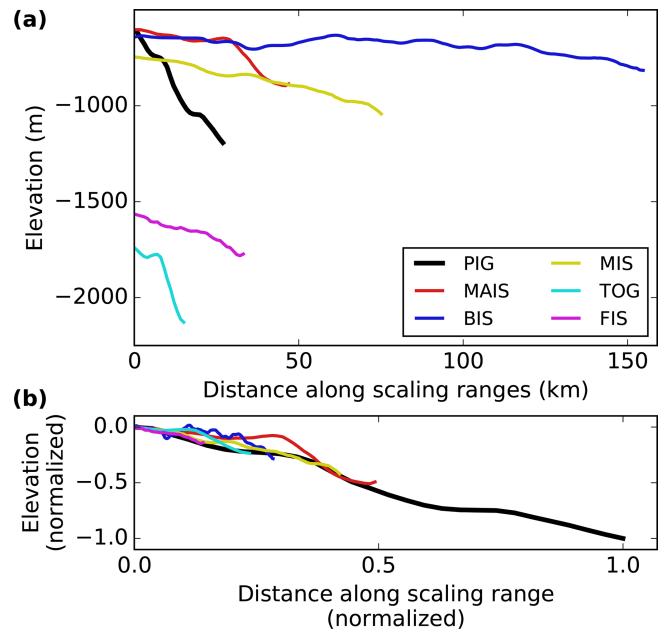 (a)
−1000
−1500
−2000
Elevation (m)
PIG
MAIS
BIS
MIS
TOG
FIS
0
50
100
150
Distance along scaling ranges (km)
(b)
0.0
−0.5
−1.0
Elevation
(normalized)
0.0
0.5
1.0
Distance along scaling range
(normalized)